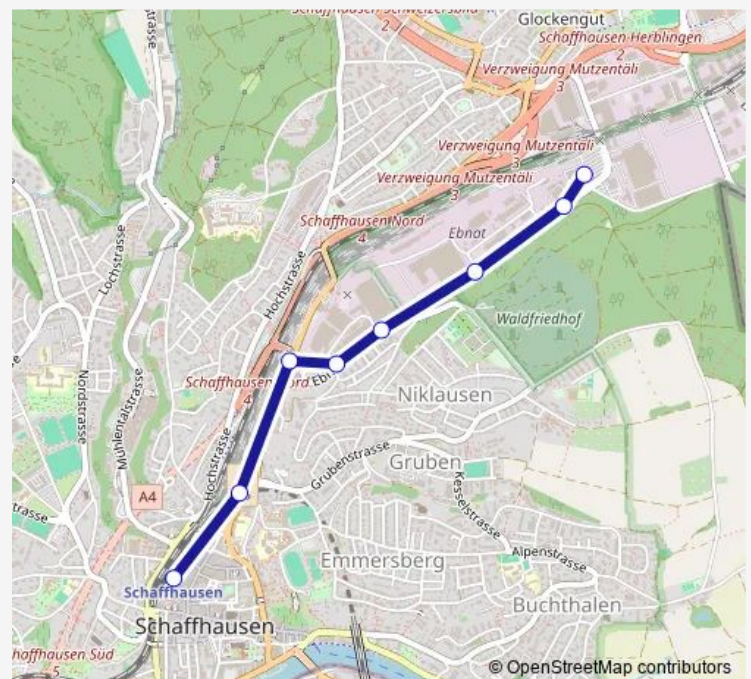 Schaffhausen-Schweizersbild
2
Glockengut
Schaffhausen-Herblingen
2
Verzweigung Mutzentäli
3
Verzweigung Mutzentäli
3
Verzweigung Mutzentäli
3
Schaffhausen Nord
4
Ebnat
Hochstrasse
Lochstrasse
Waldfriedhof
Schaffhausen Nord
4
Niklausen
Nordstrasse
Mühlentalstrasse
Hochstrasse
Grubenstrasse
Gruben
Kesselstrasse
A4
trasse
Alpenstrasse
Emmersberg
Buchthalen
Schaffhausen
Schaffhausen
haffhausen Süd
5
© OpenStreetMap contributors